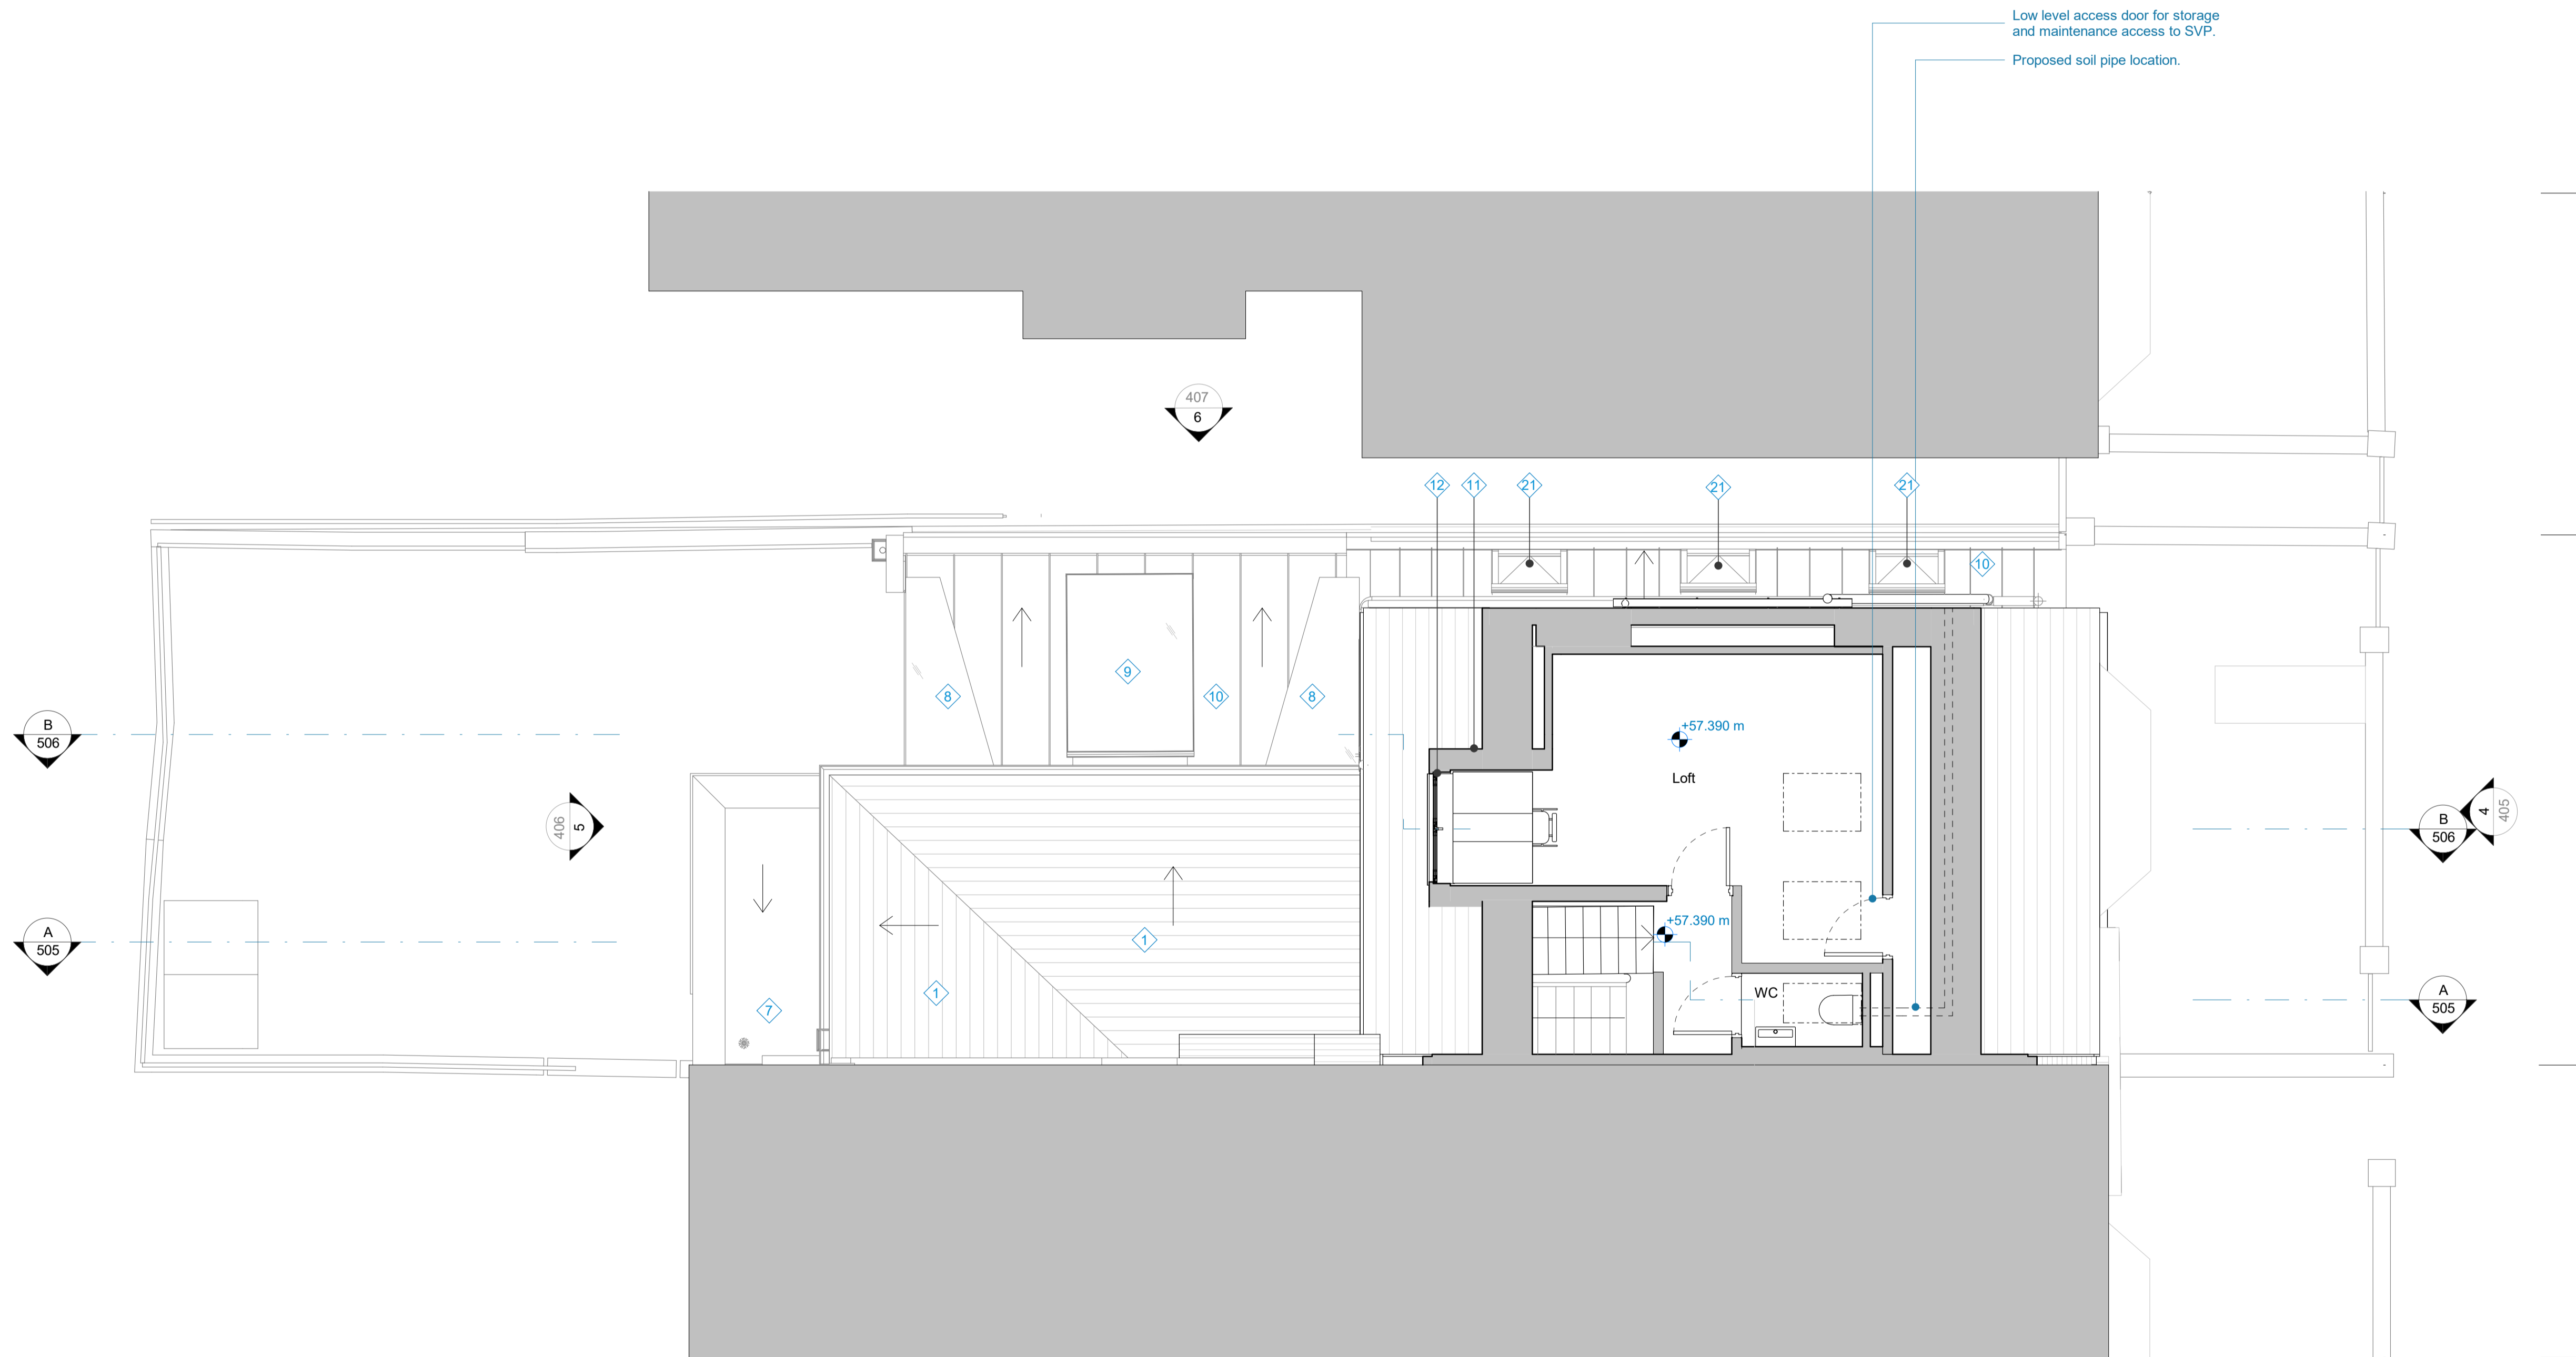 Low level access door for storage
and maintenance access to SVP.
Proposed soil pipe location.
407
6
12
11
21
21
21
10
9
8
10
8
B
506
+57.390 m
Loft
406
5
B
506
4
405
A
505
+57.390 m
1
1
7
WC
A
505